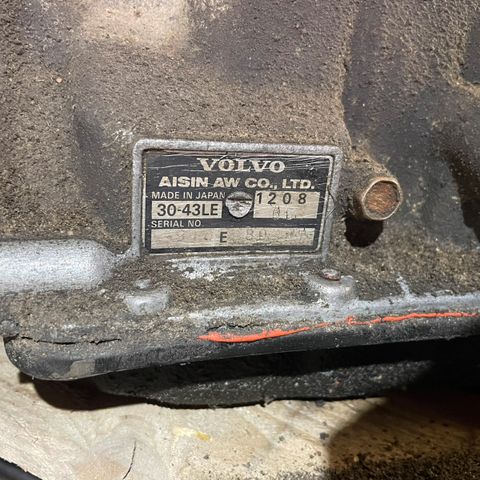 VOLVO
AISIN AW CO., LTD.
MADE IN JAPAN 1208
30-43LE
SERIAL NO.
E